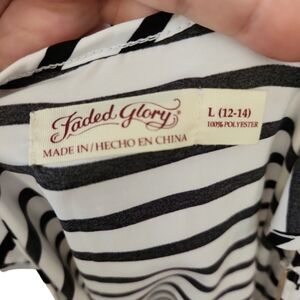 Faded Glory®
MADE IN / HECHO EN CHINA
L (12-14)
100% POLYESTER